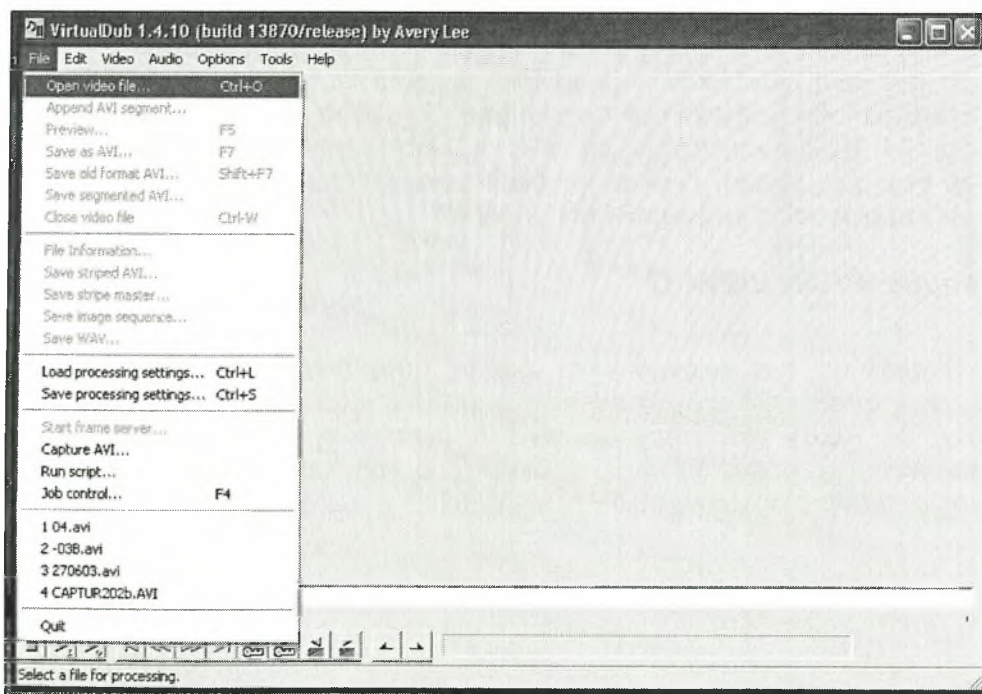 VirtualDub 1.4.10 (build 13870/release) by Avery Lee
File Edit Video Audio Options Tools Help
Open video file... Ctrl+O
Append AVI segment...
Preview... F5
Save as AVI... F7
Save old format AVI... Shift+F7
Save segmented AVI...
Close video file Ctrl-W
File Information...
Save striped AVI...
Save stripe master...
Save image sequence...
Save WAV...
Load processing settings... Ctrl+L
Save processing settings... Ctrl+S
Start frame server...
Capture AVI...
Run script...
Job control... F4
1 04.avi
2 -03B.avi
3 270603.avi
4 CAPTUR202b.AVI
Quit
Select a file for processing.